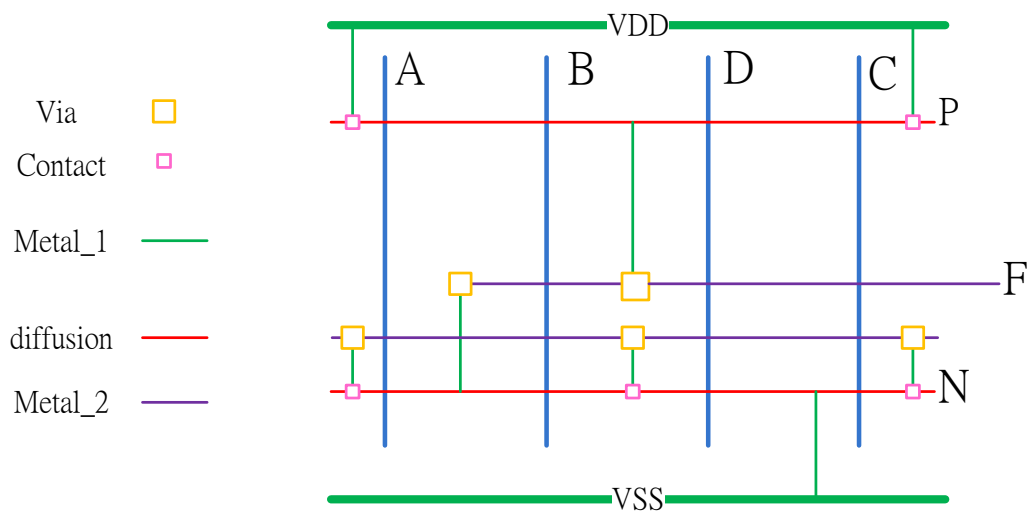 VDD
A
B
D
C
P
Via
Contact
Metal_1
F
diffusion
N
Metal_2
VSS